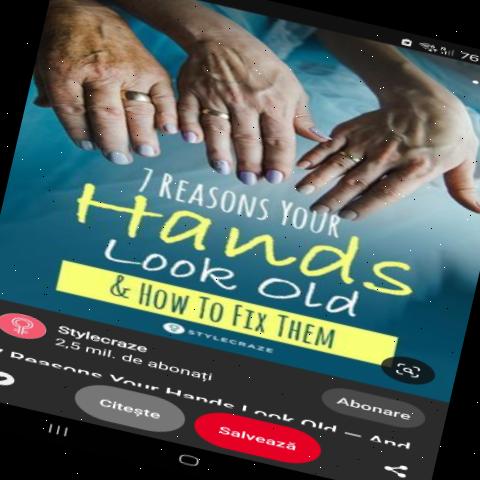 76
7 REASONS YOUR
Hands
Look Old
& HOW TO FIX THEM
STYLECRAZE
Stylecraze
2,5 mil. de abonați
Reasons Your Hands Look Old — And
Abonare
Citește
Salvează